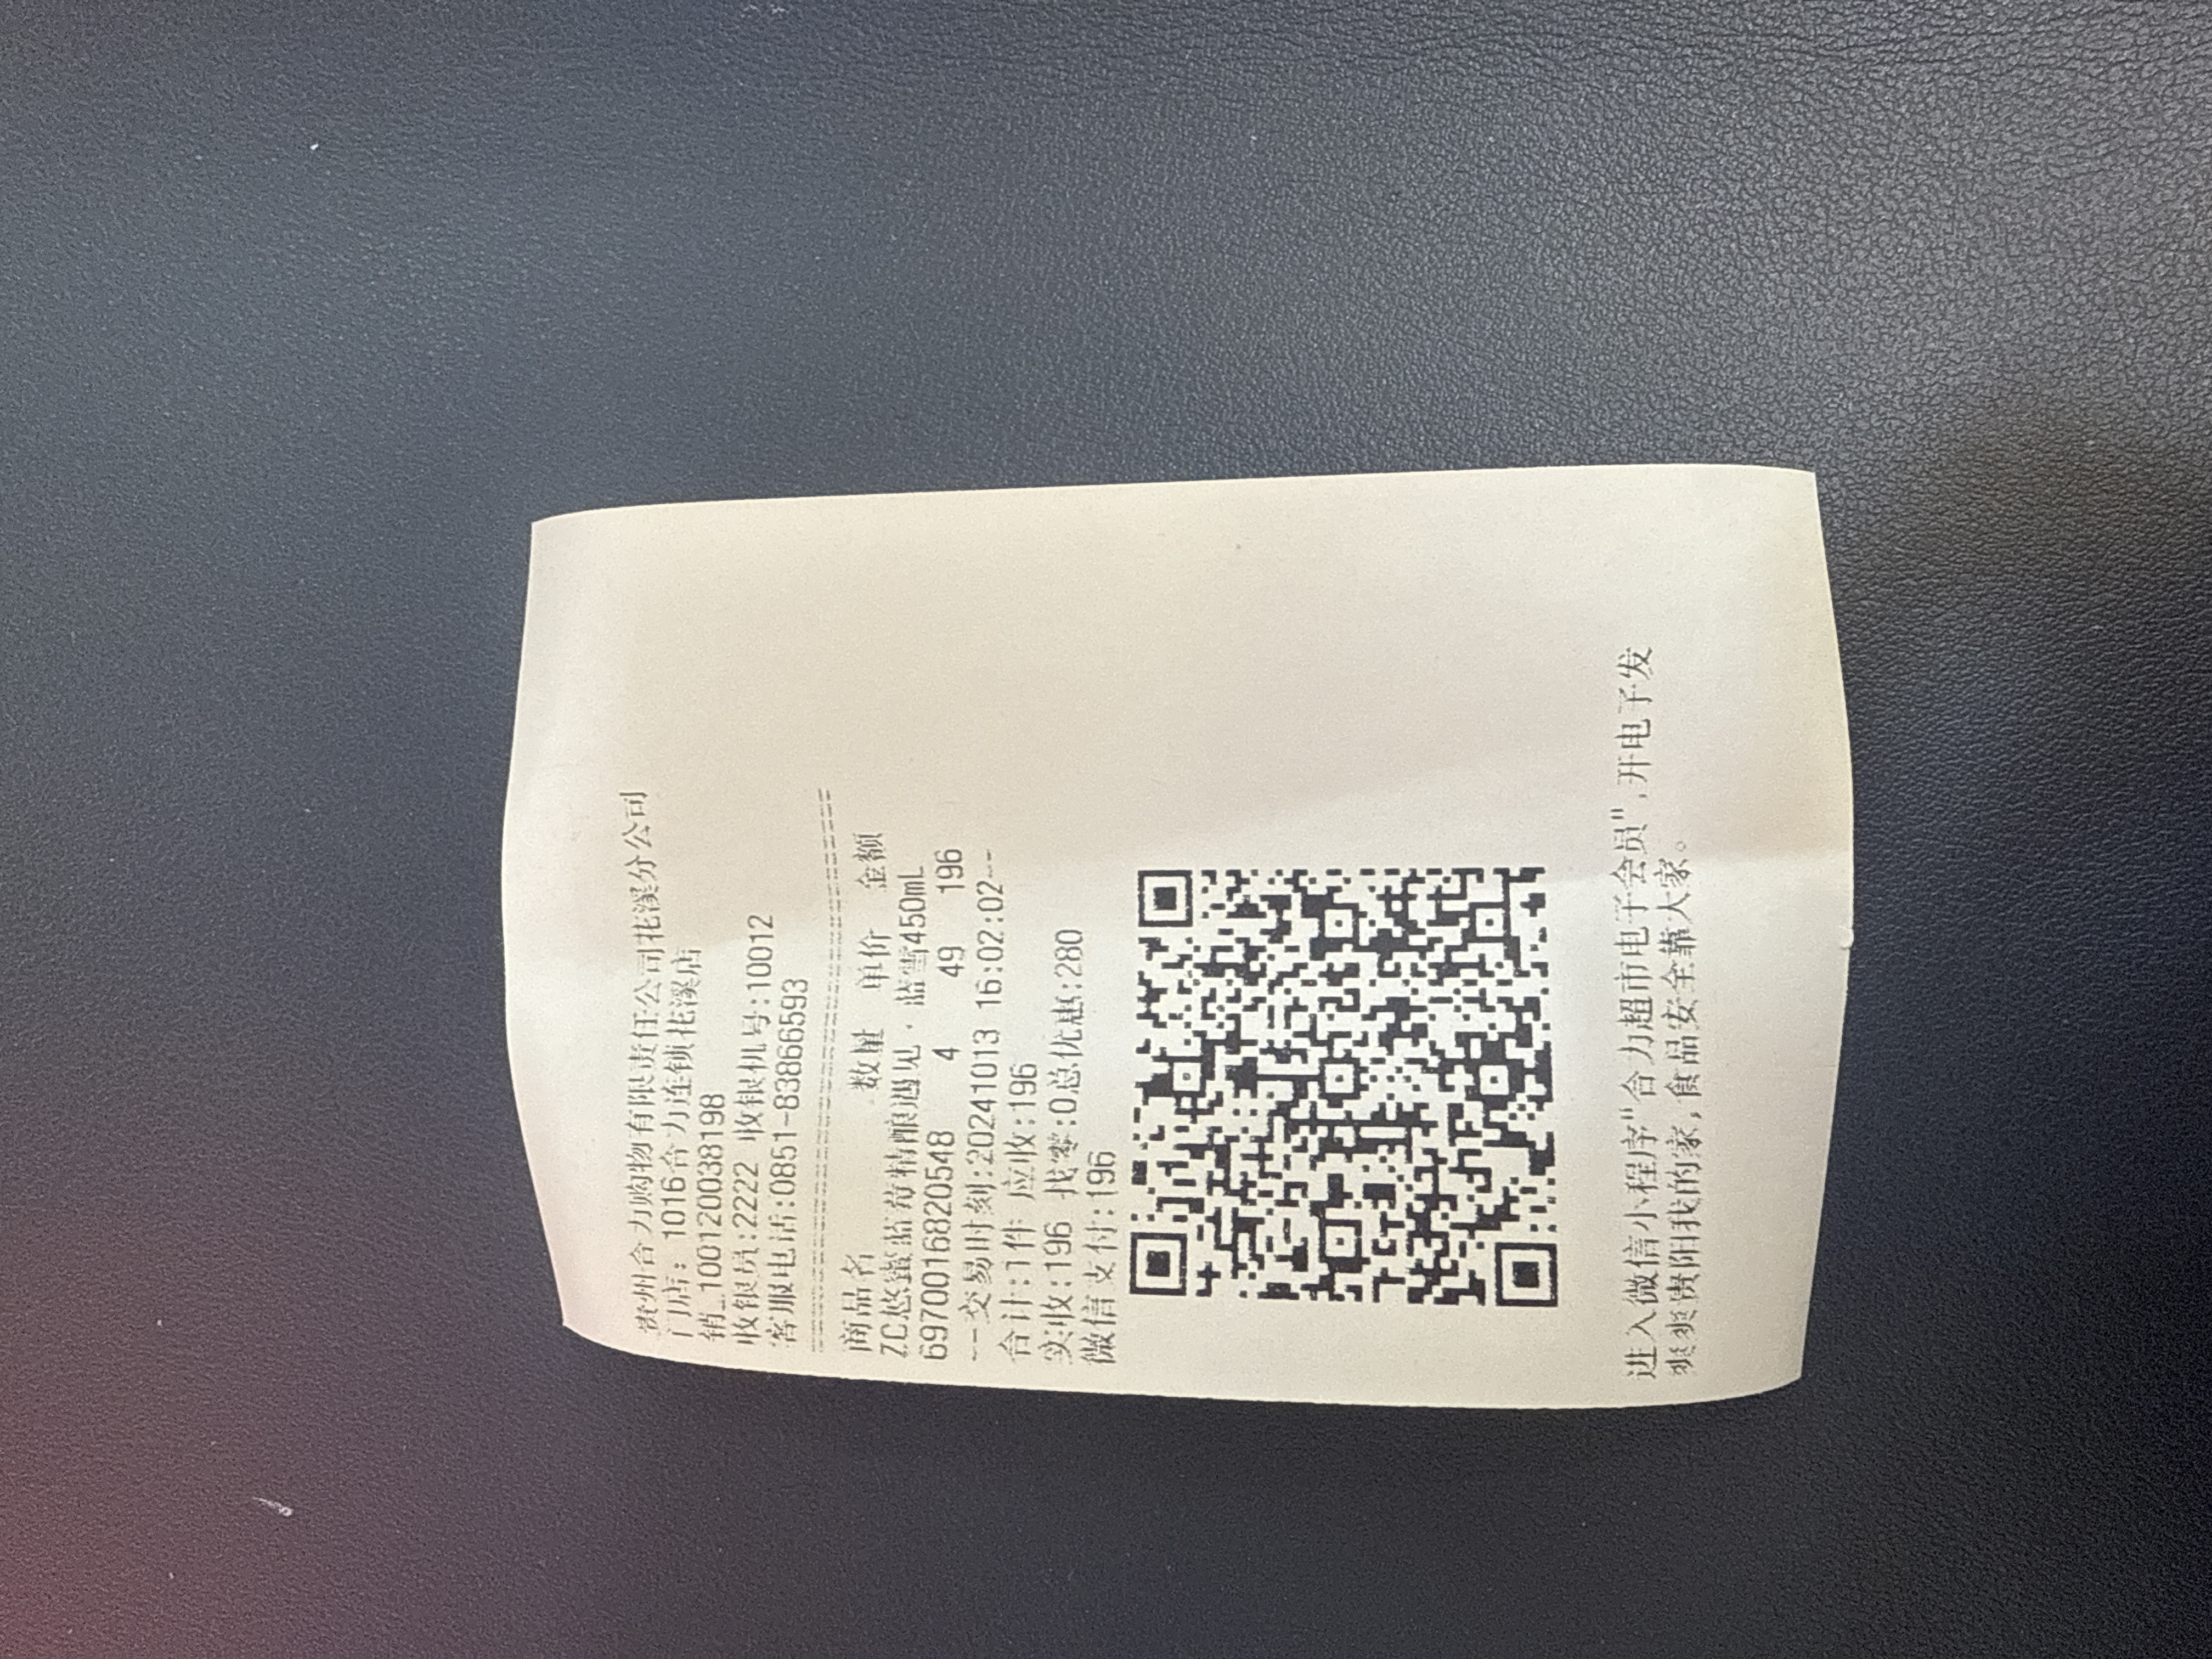 贵州合力购物有限责任公司花溪分公司
门店: 1016合力连锁花溪店
销_100120038198
收银员:2222 收银机号:10012
客服电话:0851-83866593
商品名 数量 单价 金额
ZC悠蜜蓝莓精酿遇见·蓝雪450mL
6970016820548 4 49 196
---交易时刻:20241013 16:02:02---
合计:1件 应收:196
实收:196 找零:0总优惠:280
微信支付:196
进入微信小程序"合力超市电子会员",开电子发
爽爽贵阳我的家,食品安全靠大家。